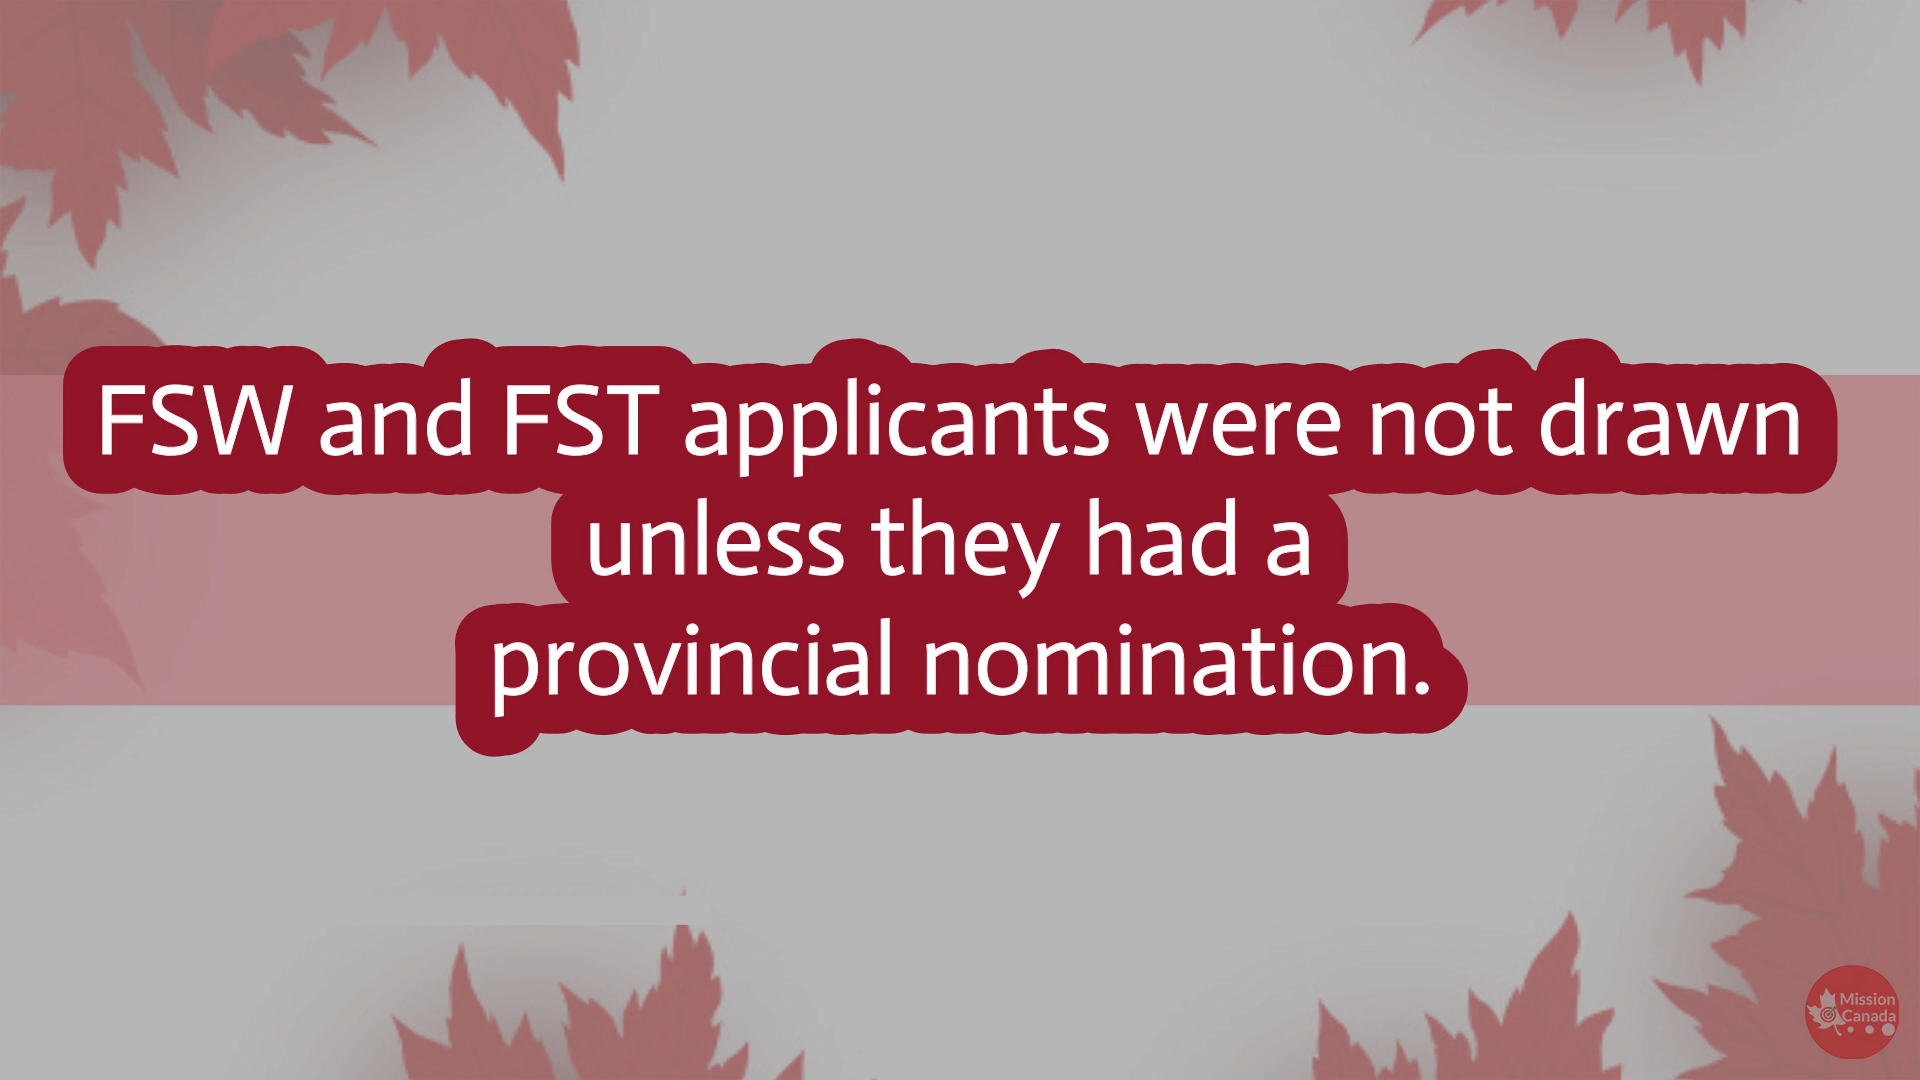 FSW and FST applicants were not drawn
unless they had a
provincial nomination.
Mission
Canada